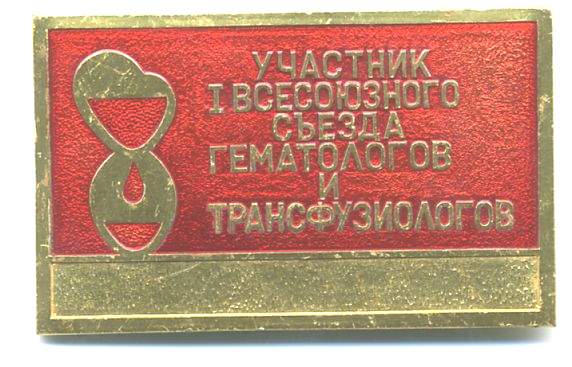 УЧАСТНИК
I ВСЕСОЮЗНОГО
СЪЕЗДА
ГЕМАТОЛОГОВ
И
ТРАНСФУЗИОЛОГОВ